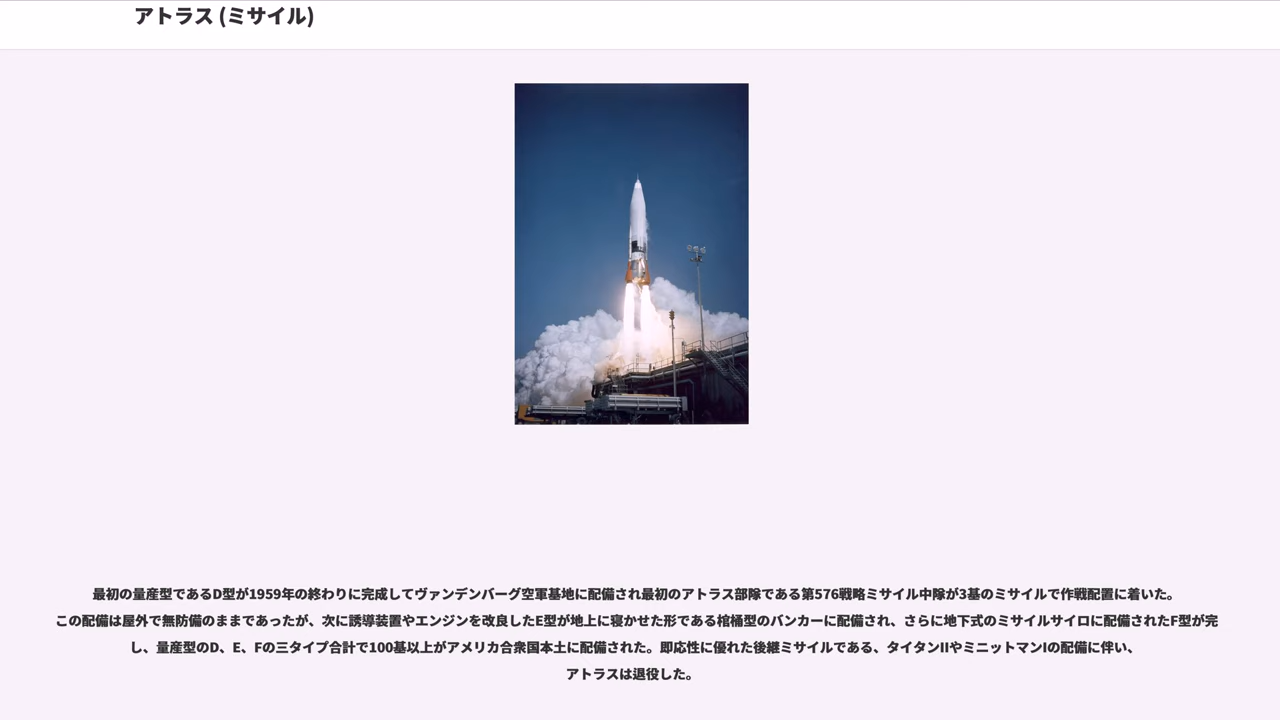 アトラス (ミサイル)
最初の量産型であるD型が1959年の終わりに完成してヴァンデンバーグ空軍基地に配備され最初のアトラス部隊である第576戦略ミサイル中隊が3基のミサイルで作戦配置に着いた。
この配備は屋外で無防備のままであったが、次に誘導装置やエンジンを改良したE型が地上に寝かせた形である棺桶型のバンカーに配備され、さらに地下式のミサイルサイロに配備されたF型が完
し、量産型のD、E、Fの三タイプ合計で100基以上がアメリカ合衆国本土に配備された。即応性に優れた後継ミサイルである、タイタンIIやミニットマンIの配備に伴い、
アトラスは退役した。